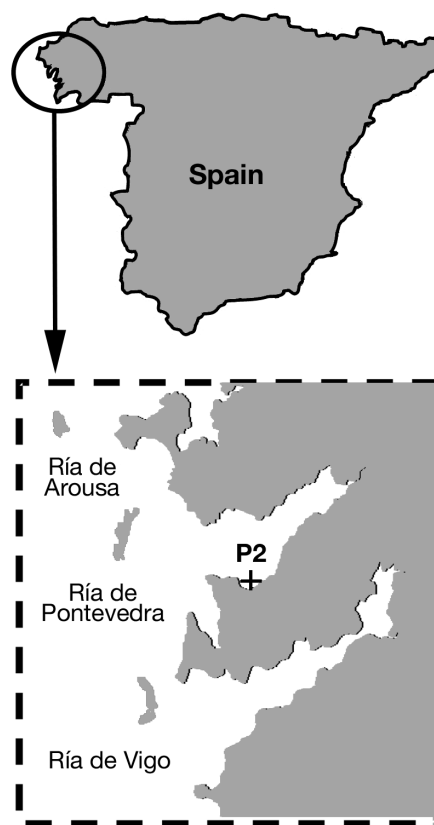 Spain
Ría de
Arousa
P2
Ría de
Pontevedra
Ría de Vigo